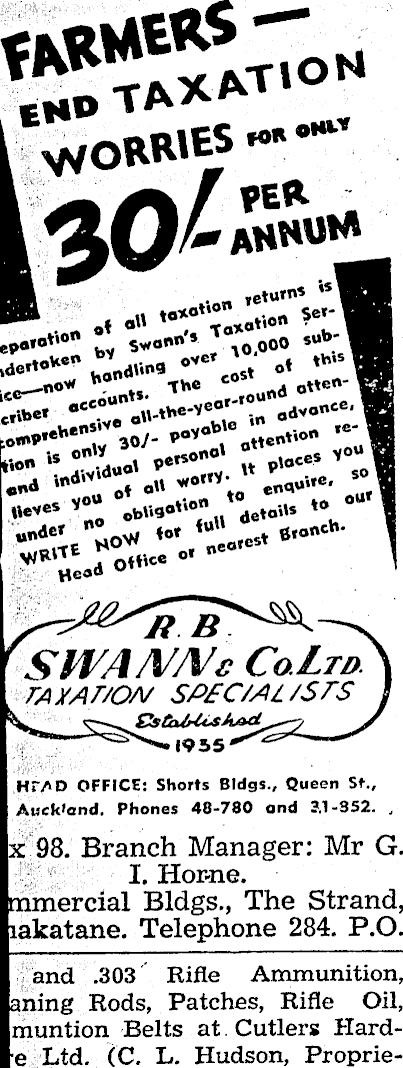 FARMERS —
END TAXATION
WORRIES FOR ONLY
30/- PER
ANNUM
eparation of all taxation returns is
ndertaken by Swann's Taxation Ser-
ice—now handling over 10,000 sub-
criber accounts. The cost of this
comprehensive all-the-year-round atten-
tion is only 30/- payable in advance,
and individual personal attention re-
lieves you of all worry. It places you
under no obligation to enquire, so
WRITE NOW for full details to our
Head Office or nearest Branch.
R. B.
SWANN & Co. LTD.
TAXATION SPECIALISTS
Established
1935
HEAD OFFICE: Shorts Bldgs., Queen St.,
Auckland. Phones 48-780 and 31-352.
x 98. Branch Manager: Mr G.
I. Horne.
mmercial Bldgs., The Strand,
hakatane. Telephone 284. P.O.
and .303 Rifle Ammunition,
aning Rods, Patches, Rifle Oil,
mmuntion Belts at Cutlers Hard-
e Ltd. (C. L. Hudson, Proprie-